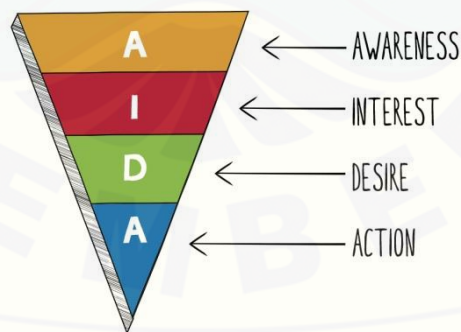 A AWARENESS
I INTEREST
D DESIRE
A ACTION